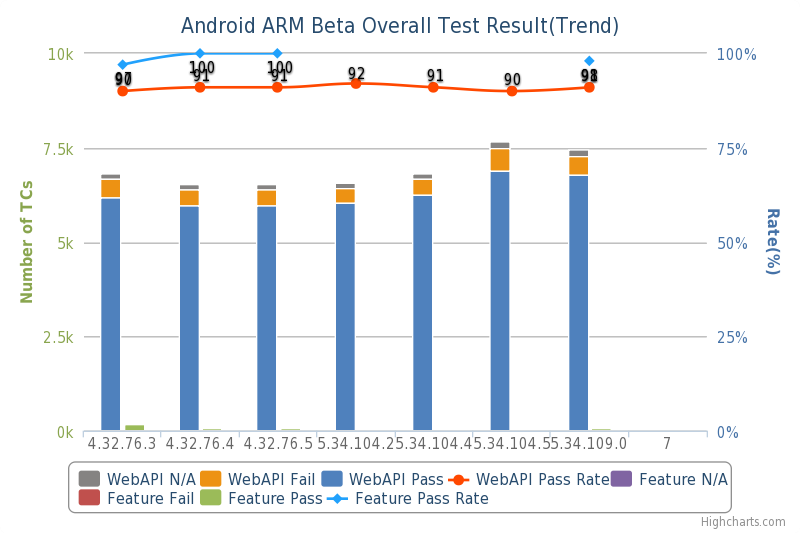 Android ARM Beta Overall Test Result(Trend)
10k 100%
97 100 100 98
90 91 91 92 91 90 91
7.5k 75%
Number of TCs
Rate(%)
5k 50%
2.5k 25%
0k 0%
4.32.76.3 4.32.76.4 4.32.76.5 5.34.104.2 5.34.104.4 5.34.104.5 5.34.109.0 7
WebAPI N/A WebAPI Fail WebAPI Pass WebAPI Pass Rate Feature N/A
Feature Fail Feature Pass Feature Pass Rate
Highcharts.com